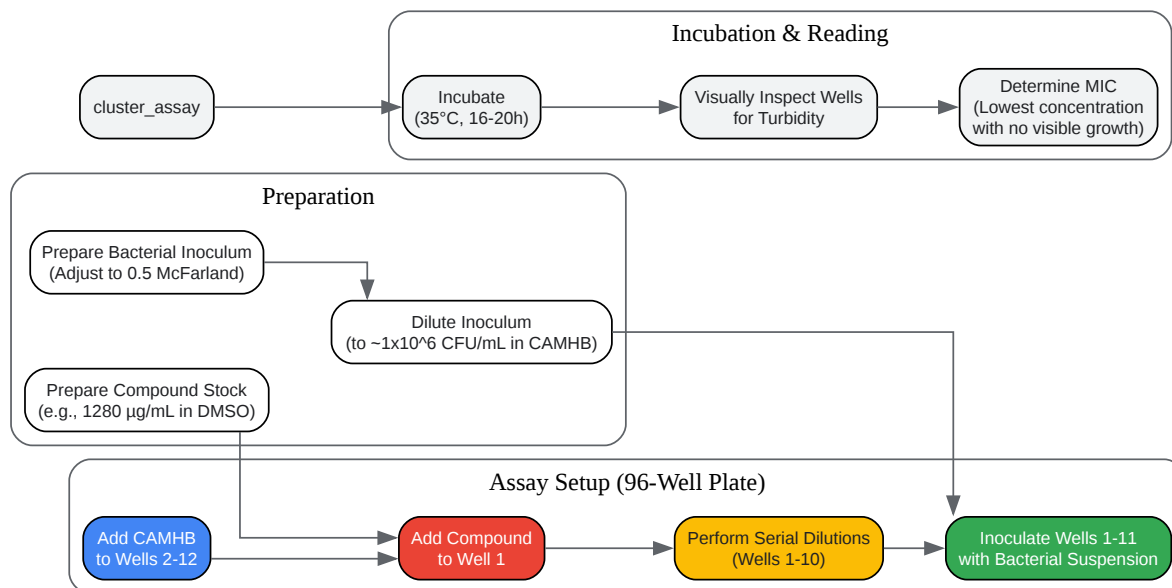 Incubation & Reading
cluster_assay
Incubate
(35°C, 16-20h)
Visually Inspect Wells
for Turbidity
Determine MIC
(Lowest concentration
with no visible growth)
Preparation
Prepare Bacterial Inoculum
(Adjust to 0.5 McFarland)
Dilute Inoculum
(to ~1x10^6 CFU/mL in CAMHB)
Prepare Compound Stock
(e.g., 1280 µg/mL in DMSO)
Assay Setup (96-Well Plate)
Add CAMHB
to Wells 2-12
Add Compound
to Well 1
Perform Serial Dilutions
(Wells 1-10)
Inoculate Wells 1-11
with Bacterial Suspension